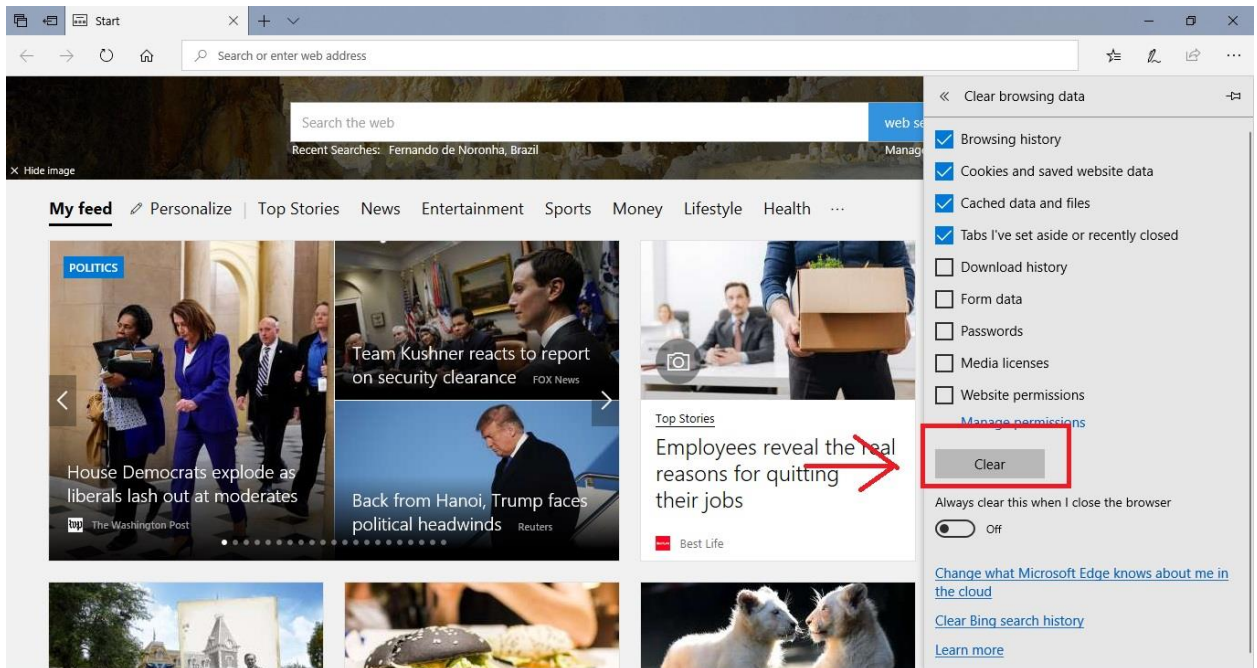 Start
Search or enter web address
Search the web
web se
Recent Searches: Fernando de Noronha, Brazil
Manag
Hide image
My feed Personalize Top Stories News Entertainment Sports Money Lifestyle Health ...
POLITICS
House Democrats explode as
liberals lash out at moderates
The Washington Post
Team Kushner reacts to report
on security clearance FOX News
Back from Hanoi, Trump faces
political headwinds Reuters
Top Stories
Employees reveal the real
reasons for quitting
their jobs
Best Life
Clear browsing data
Browsing history
Cookies and saved website data
Cached data and files
Tabs I've set aside or recently closed
Download history
Form data
Passwords
Media licenses
Website permissions
Manage permissions
Clear
Always clear this when I close the browser
Off
Change what Microsoft Edge knows about me in
the cloud
Clear Bing search history
Learn more